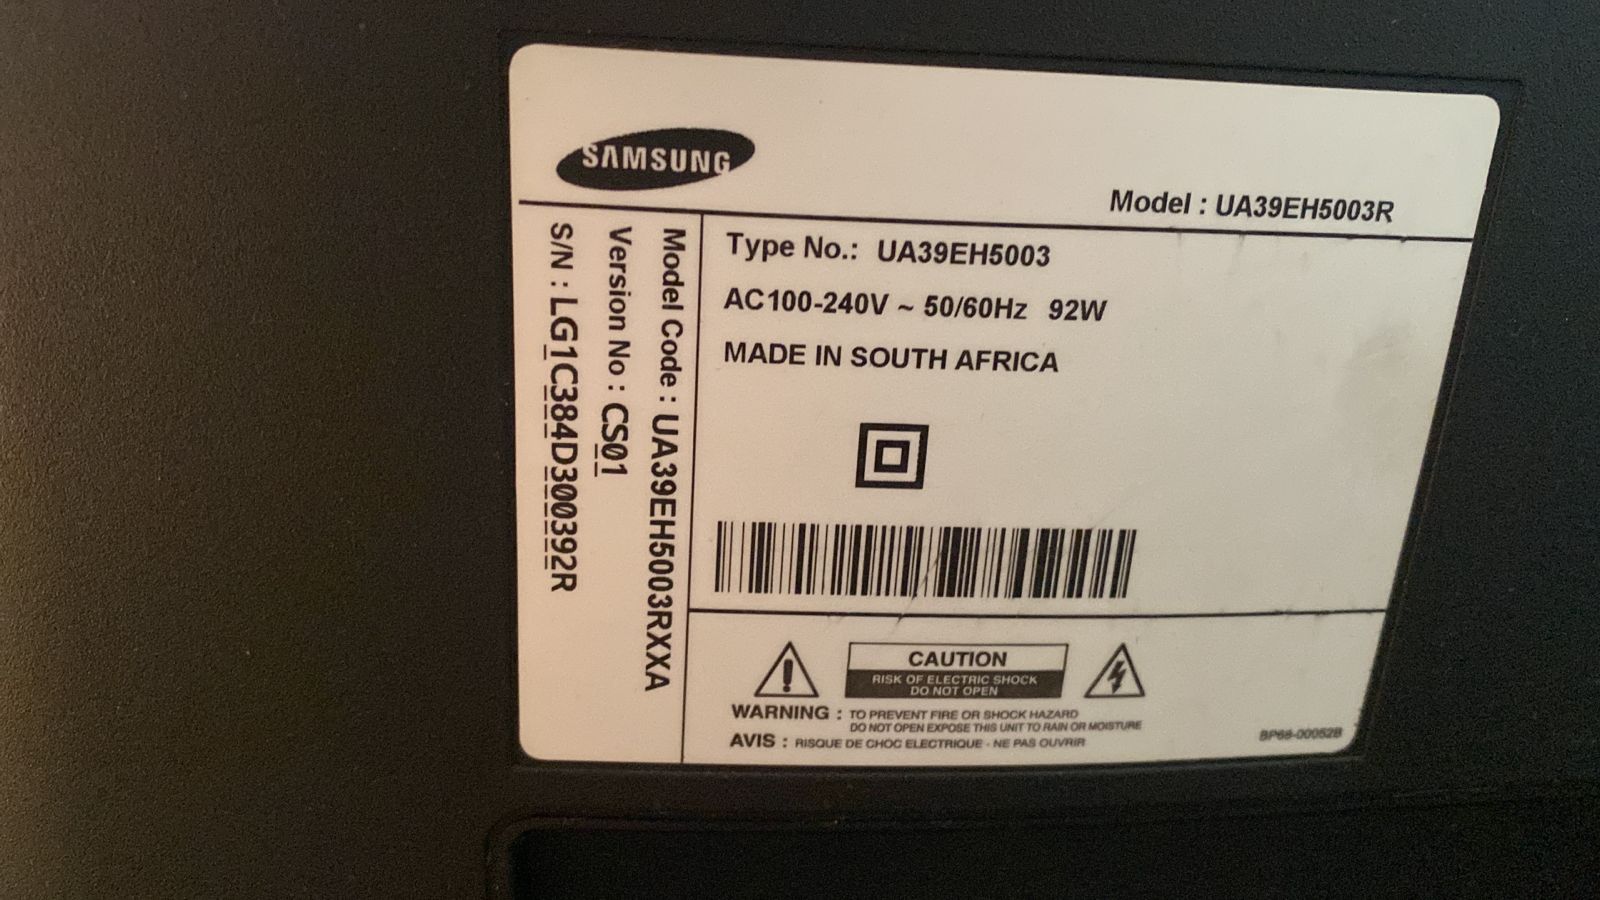 SAMSUNG
Model : UA39EH5003R
Type No.: UA39EH5003
AC100-240V ~ 50/60Hz 92W
MADE IN SOUTH AFRICA
Model Code : UA39EH5003RXXA
Version No : CS01
S/N : LG1C384D300392R
CAUTION
RISK OF ELECTRIC SHOCK
DO NOT OPEN
WARNING : TO PREVENT FIRE OR SHOCK HAZARD
DO NOT OPEN EXPOSE THIS UNIT TO RAIN OR MOISTURE
AVIS : RISQUE DE CHOC ELECTRIQUE - NE PAS OUVRIR
BP68-00052B